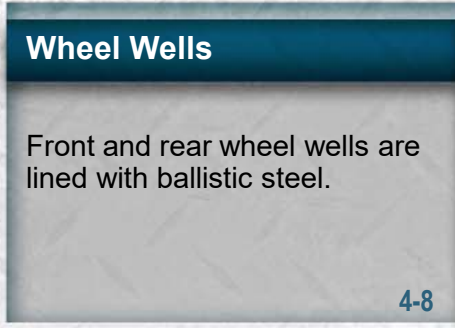 Wheel Wells
Front and rear wheel wells are
lined with ballistic steel.
4-8